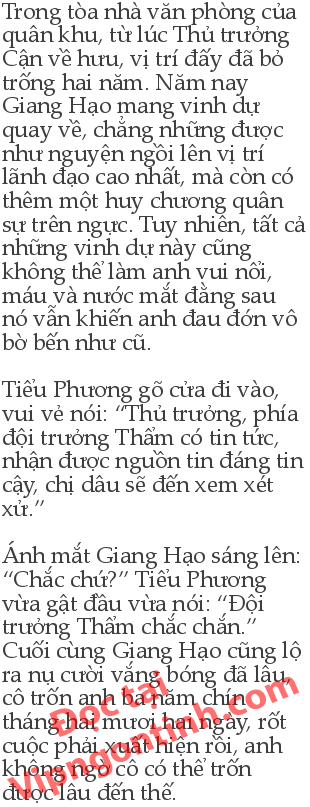 Trong tòa nhà văn phòng của
quân khu, từ lúc Thủ trưởng
Cận về hưu, vị trí đấy đã bỏ
trống hai năm. Năm nay
Giang Hạo mang vinh dự
quay về, chẳng những được
như nguyện ngồi lên vị trí
lãnh đạo cao nhất, mà còn có
thêm một huy chương quân
sự trên ngực. Tuy nhiên, tất cả
những vinh dự này cũng
không thể làm anh vui nổi,
máu và nước mắt đằng sau
nó vẫn khiến anh đau đớn vô
bờ bến như cũ.
Tiểu Phương gõ cửa đi vào,
vui vẻ nói: “Thủ trưởng, phía
đội trưởng Thẩm có tin tức,
nhận được nguồn tin đáng tin
cậy, chị dâu sẽ đến xem xét
xử.”
Ánh mắt Giang Hạo sáng lên:
“Chắc chứ?” Tiểu Phương
vừa gật đầu vừa nói: “Đội
trưởng Thẩm chắc chắn.”
Cuối cùng Giang Hạo cũng lộ
ra nụ cười vắng bóng đã lâu,
cô trốn anh ba năm chín
tháng hai mươi hai ngày, rốt
cuộc phải xuất hiện rồi, anh
không ngờ cô có thể trốn
được lâu đến thế.
Đọc tại
Vipngontinh.com